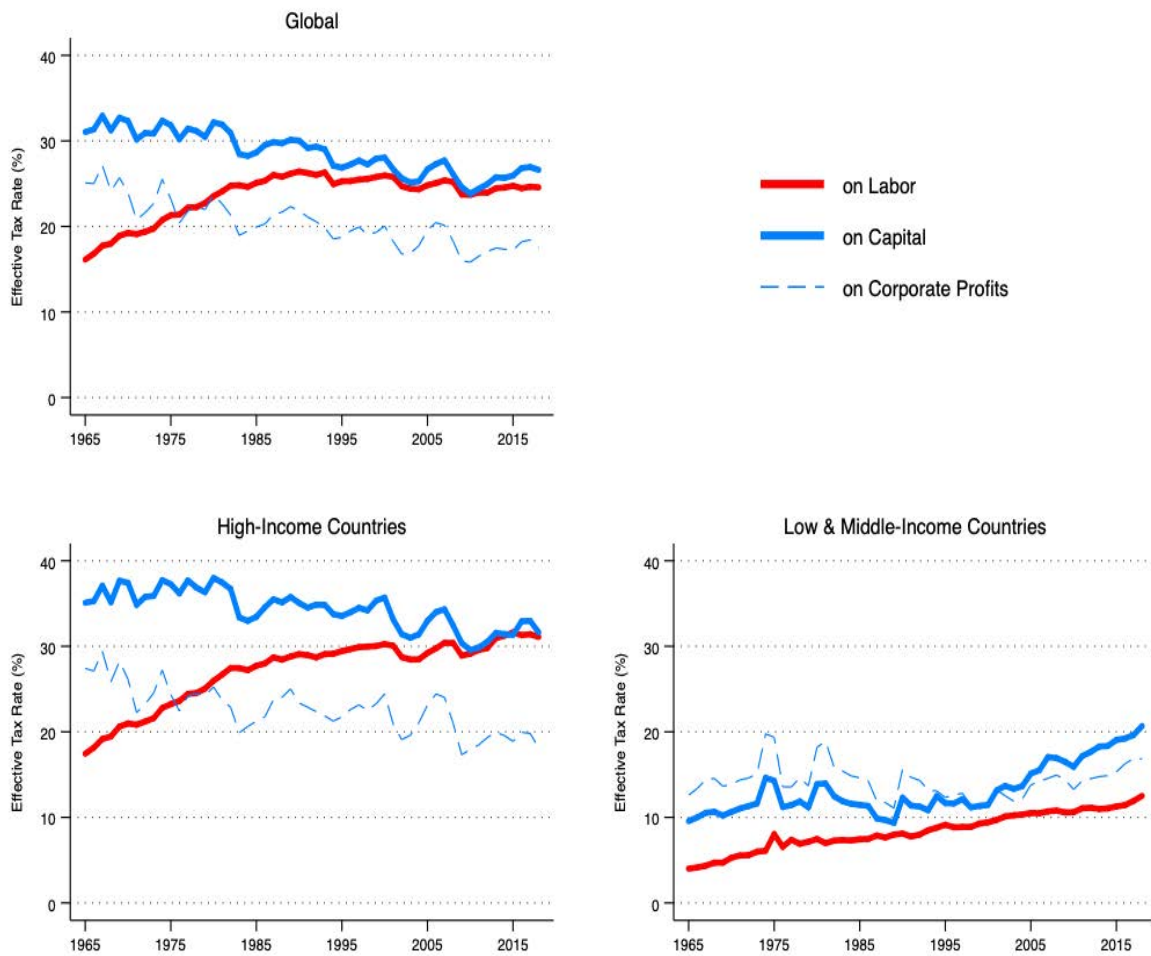 Global
Effective Tax Rate (%)
40
30
20
10
0
1965 1975 1985 1995 2005 2015
on Labor
on Capital
on Corporate Profits
High-Income Countries
Effective Tax Rate (%)
40
30
20
10
0
1965 1975 1985 1995 2005 2015
Low & Middle-Income Countries
Effective Tax Rate (%)
40
30
20
10
0
1965 1975 1985 1995 2005 2015